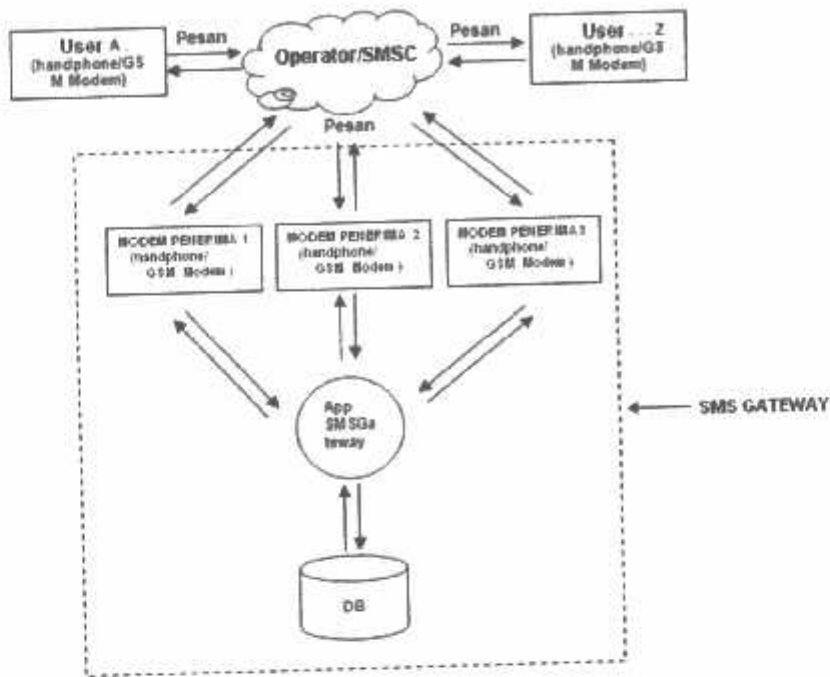 User A .
(handphone/GS
M Modem)
Pesan
Operator/SMSC
Pesan
User . . . Z
(handphone/GS
M Modem)
Pesan
MODEM PENERIMA 1
(handphone/
GSM Modem )
MODEM PENERIMA 2
(handphone/
GSM Modem )
MODEM PENERIMA 3
(handphone/
GSM Modem )
App
SMSGa
teway
SMS GATEWAY
DB